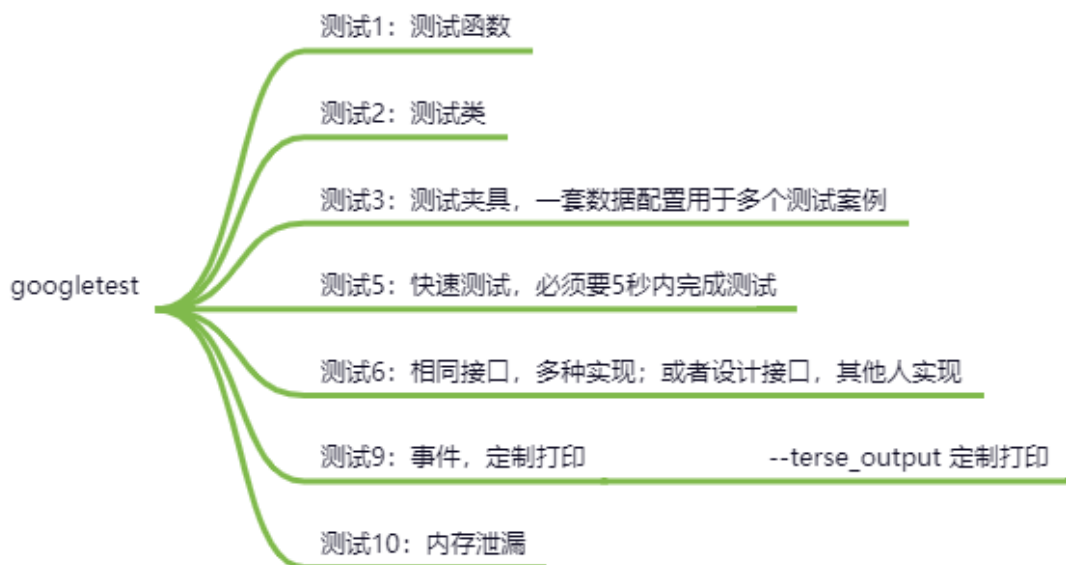 googletest
测试1：测试函数
测试2：测试类
测试3：测试夹具，一套数据配置用于多个测试案例
测试5：快速测试，必须要5秒内完成测试
测试6：相同接口，多种实现；或者设计接口，其他人实现
测试9：事件，定制打印
--terse_output 定制打印
测试10：内存泄漏